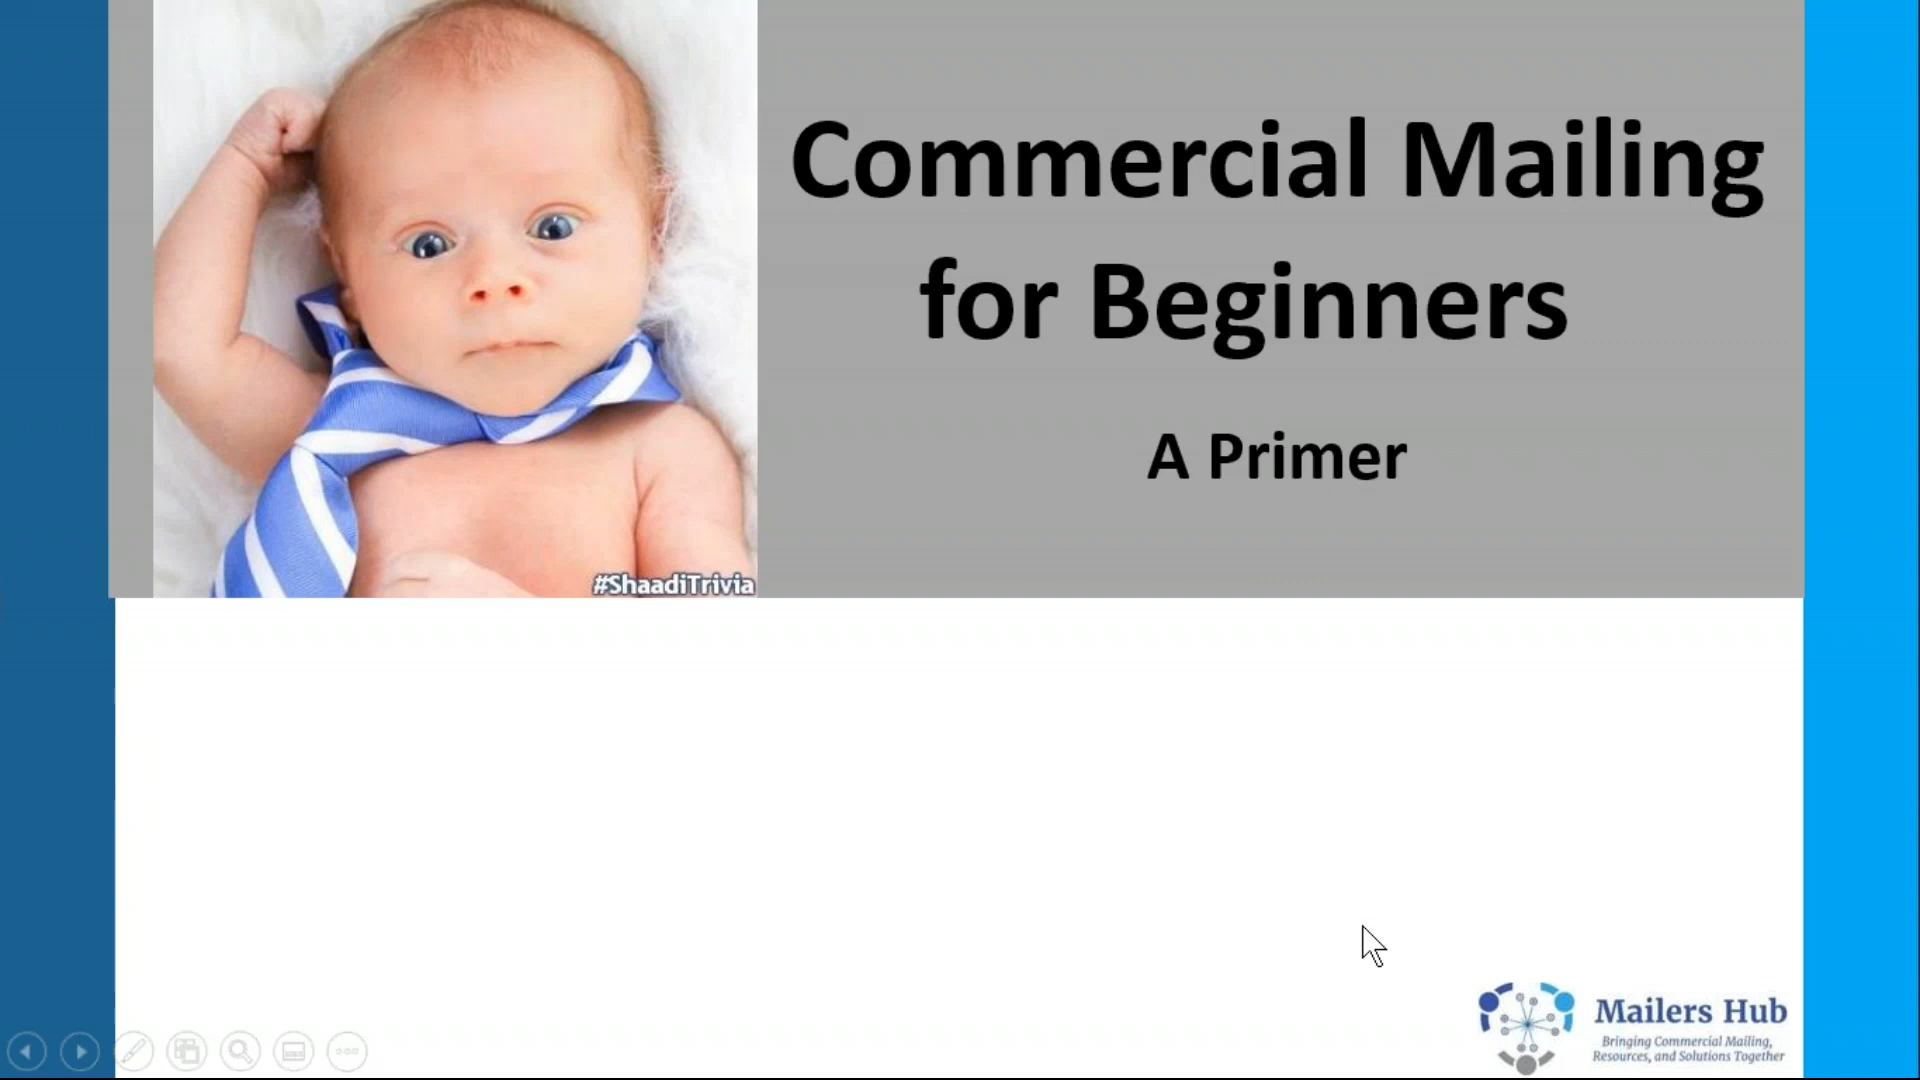 Commercial Mailing
for Beginners
A Primer
#ShaadiTrivia
Mailers Hub
Bringing Commercial Mailing,
Resources, and Solutions Together